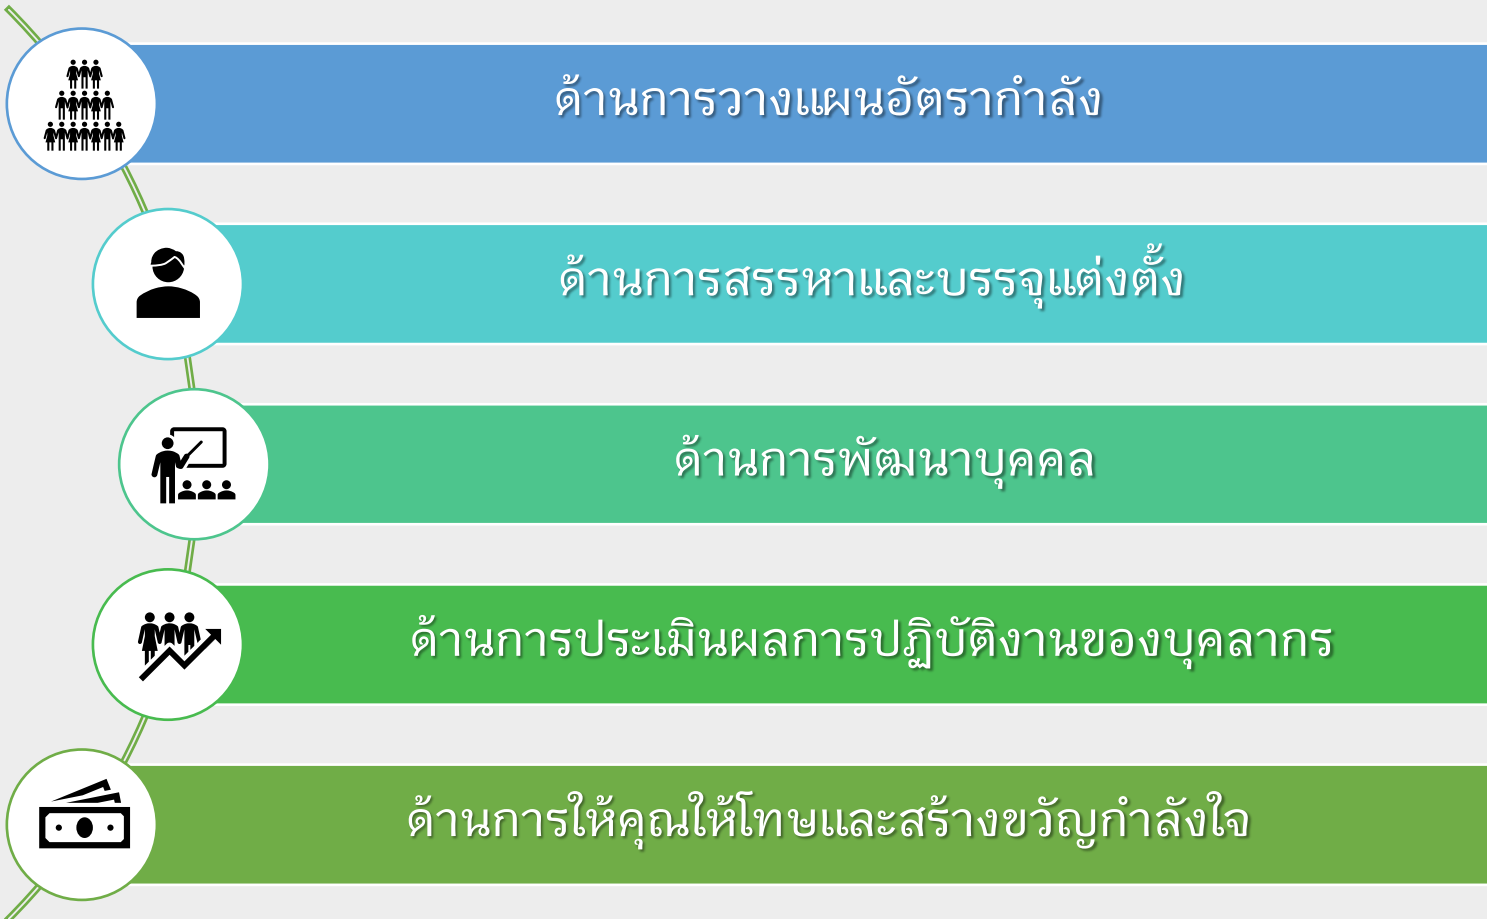 ด้านการวางแผนอัตรากำลัง
ด้านการสรรหาและบรรจุแต่งตั้ง
ด้านการพัฒนาบุคคล
ด้านการประเมินผลการปฏิบัติงานของบุคลากร
ด้านการให้คุณให้โทษและสร้างขวัญกำลังใจ